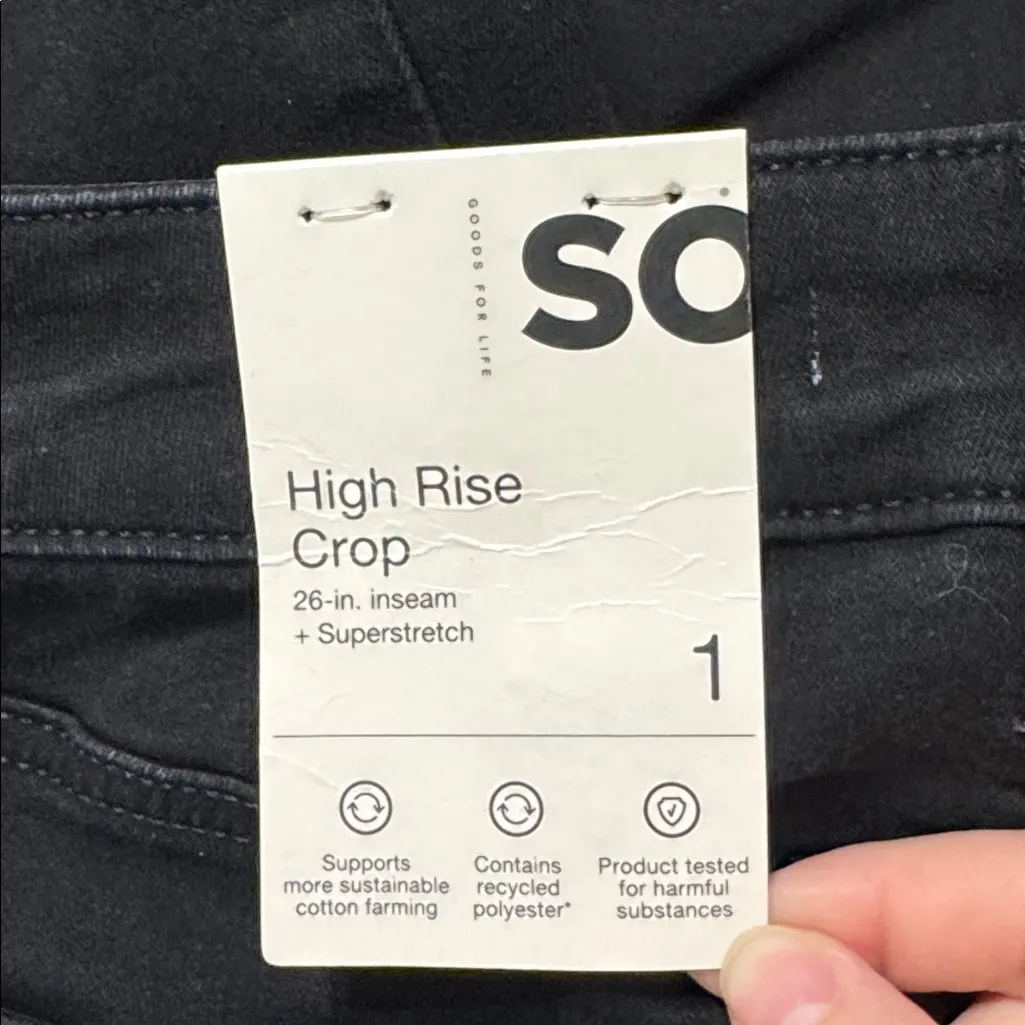 GOODS FOR LIFE
SO
High Rise
Crop
26-in. inseam
+ Superstretch
1
Supports
more sustainable
cotton farming
Contains
recycled
polyester*
Product tested
for harmful
substances